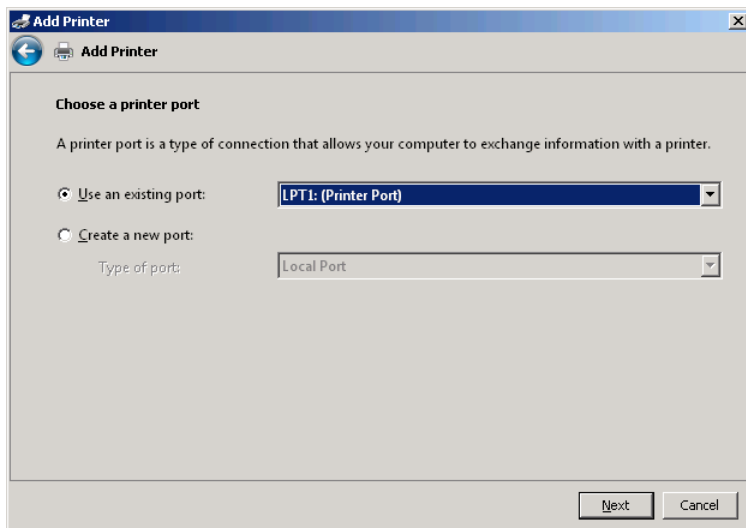 Add Printer
Add Printer
Choose a printer port
A printer port is a type of connection that allows your computer to exchange information with a printer.
Use an existing port: LPT1: (Printer Port)
Create a new port:
Type of port: Local Port
Next Cancel